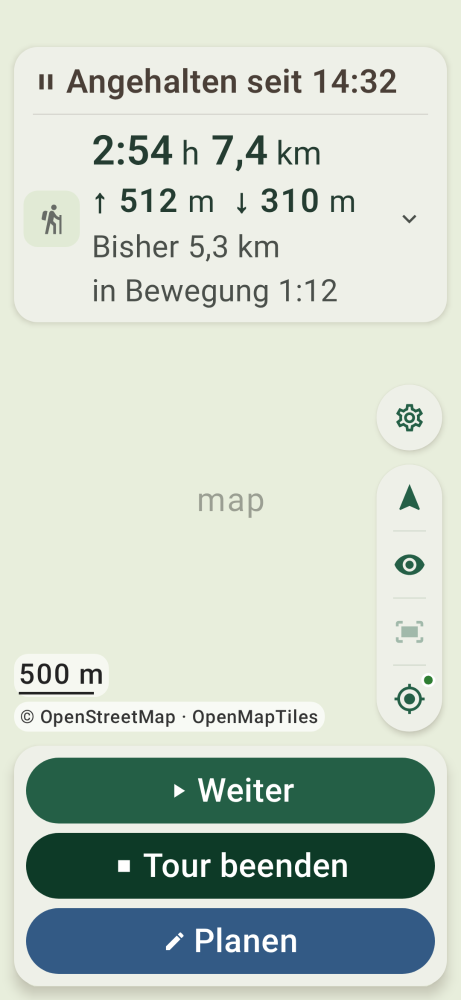 Angehalten seit 14:32
2:54 h 7,4 km
↑ 512 m ↓ 310 m
Bisher 5,3 km
in Bewegung 1:12
map
500 m
© OpenStreetMap · OpenMapTiles
Weiter
Tour beenden
Planen